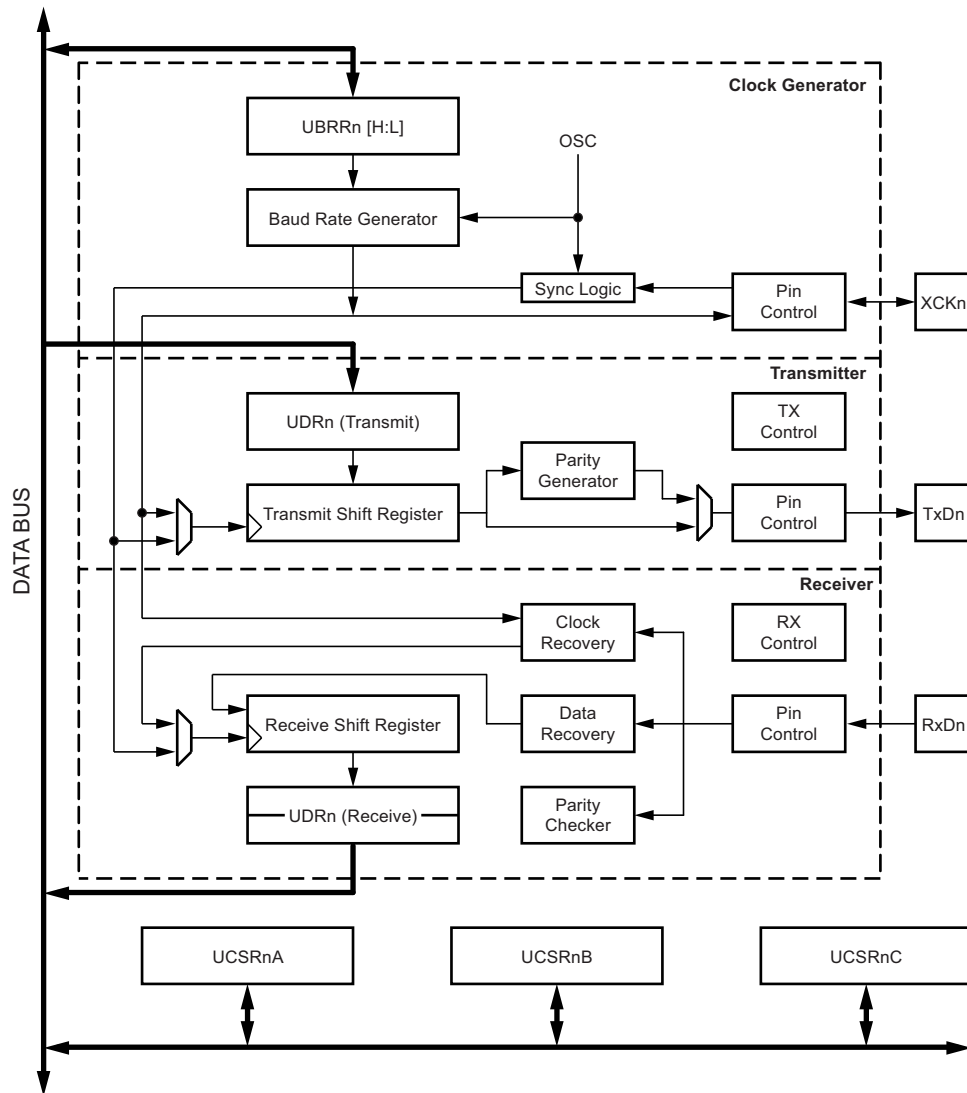 Clock Generator
UBRRn [H:L]
OSC
Baud Rate Generator
Sync Logic
Pin
Control
XCKn
DATA BUS
Transmitter
UDRn (Transmit)
TX
Control
Parity
Generator
Transmit Shift Register
Pin
Control
TxDn
Receiver
Clock
Recovery
RX
Control
Receive Shift Register
Data
Recovery
Pin
Control
RxDn
UDRn (Receive)
Parity
Checker
UCSRnA
UCSRnB
UCSRnC